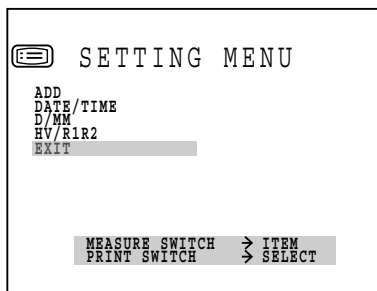 SETTING MENU
ADD
DATE/TIME
D/MM
HV/R1R2
EXIT
MEASURE SWITCH → ITEM
PRINT SWITCH → SELECT